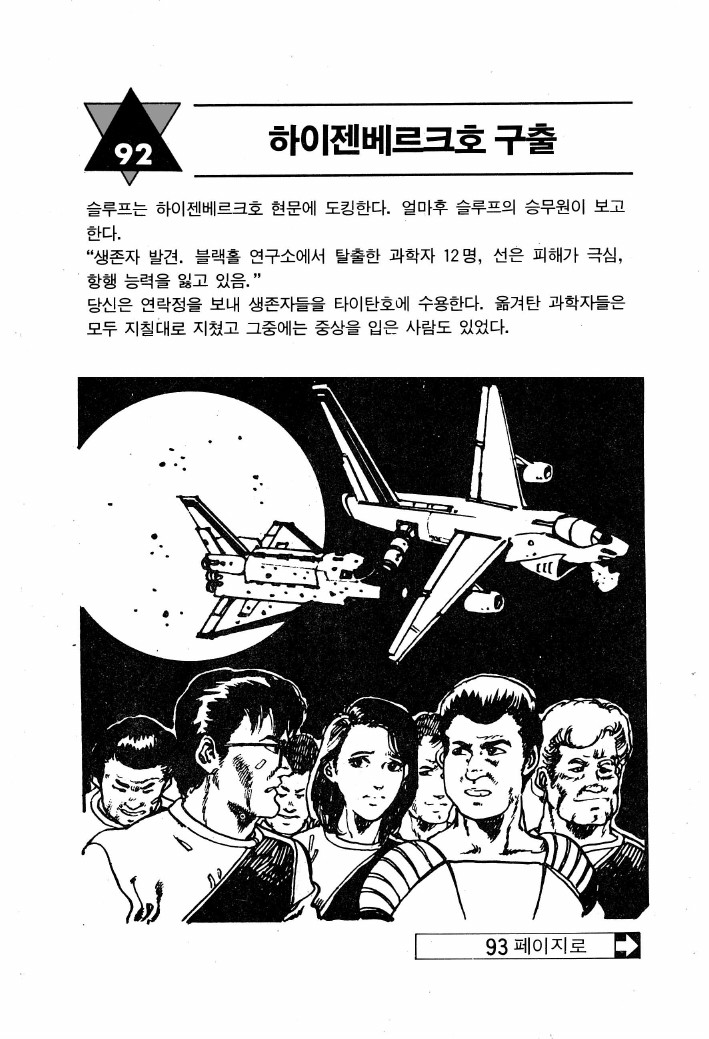 92
하이젠베르크호 구출
슬루프는 하이젠베르크호 현문에 도킹한다. 얼마후 슬루프의 승무원이 보고
한다.
“생존자 발견. 블랙홀 연구소에서 탈출한 과학자 12명, 선은 피해가 극심,
항행 능력을 잃고 있음.”
당신은 연락정을 보내 생존자들을 타이탄호에 수용한다. 옮겨탄 과학자들은
모두 지칠대로 지쳤고 그중에는 중상을 입은 사람도 있었다.
93 페이지로